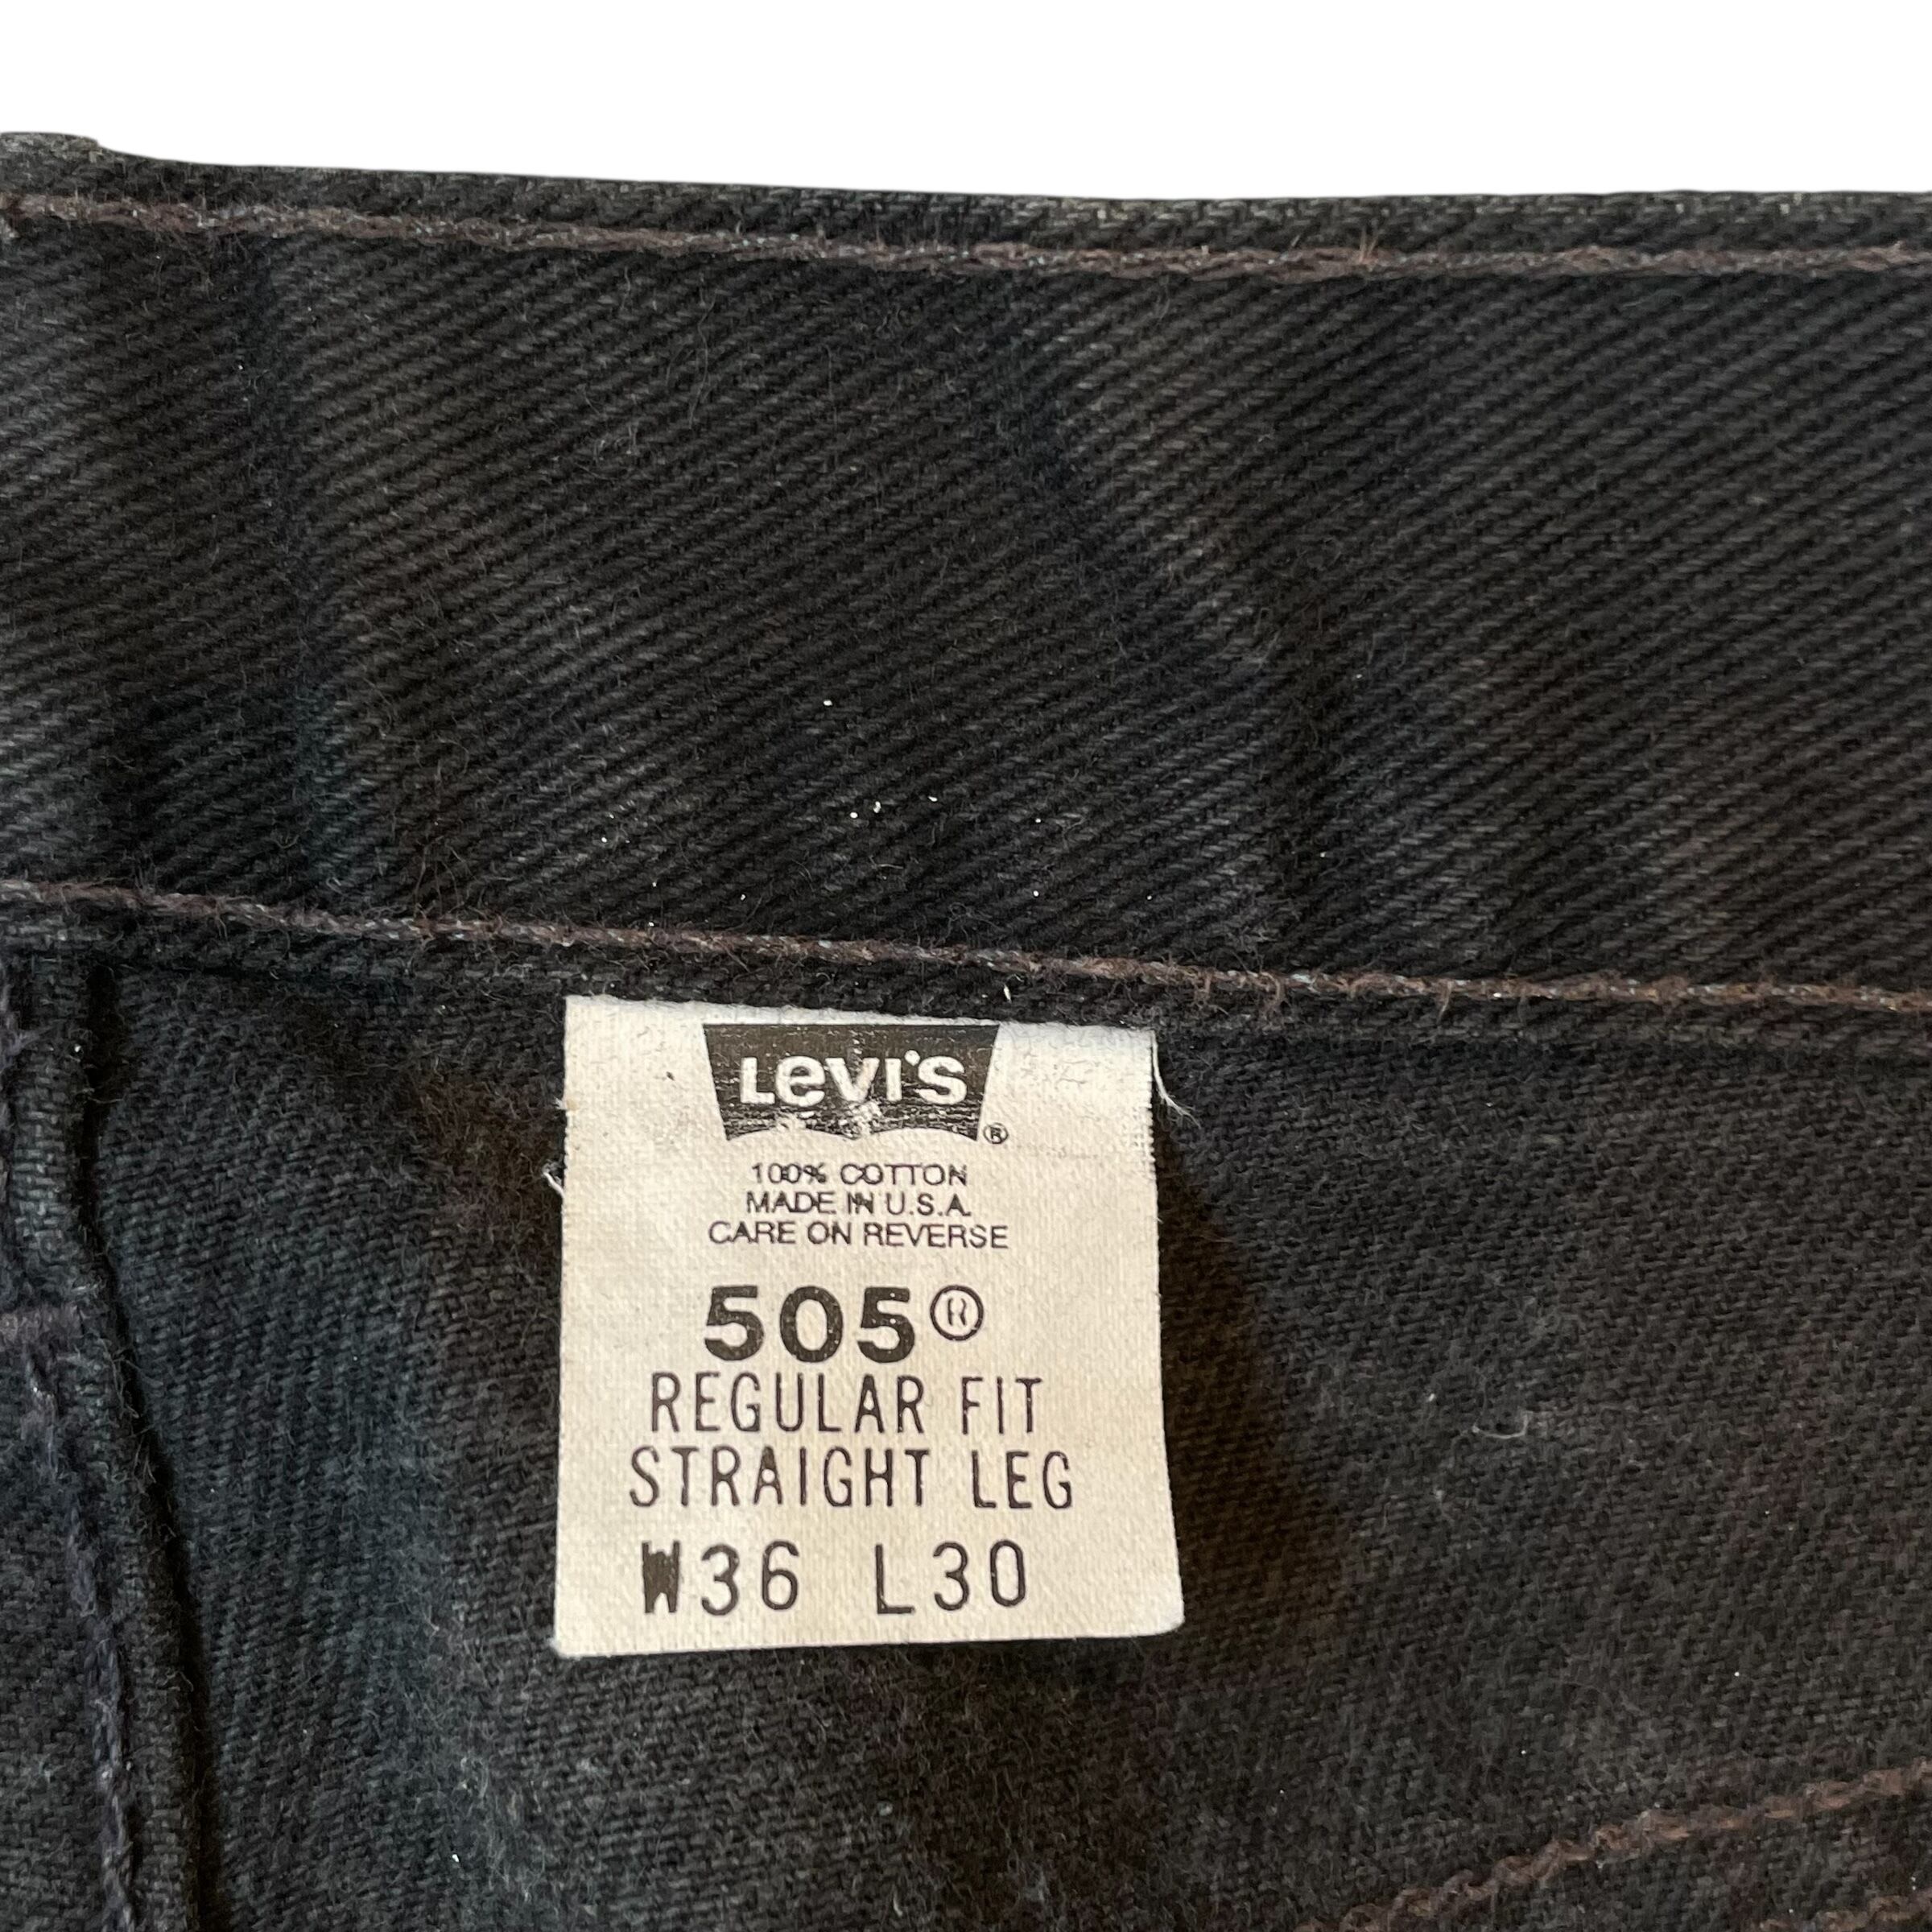 Levi's®
100% COTTON
MADE IN U.S.A.
CARE ON REVERSE
505®
REGULAR FIT
STRAIGHT LEG
W36 L30